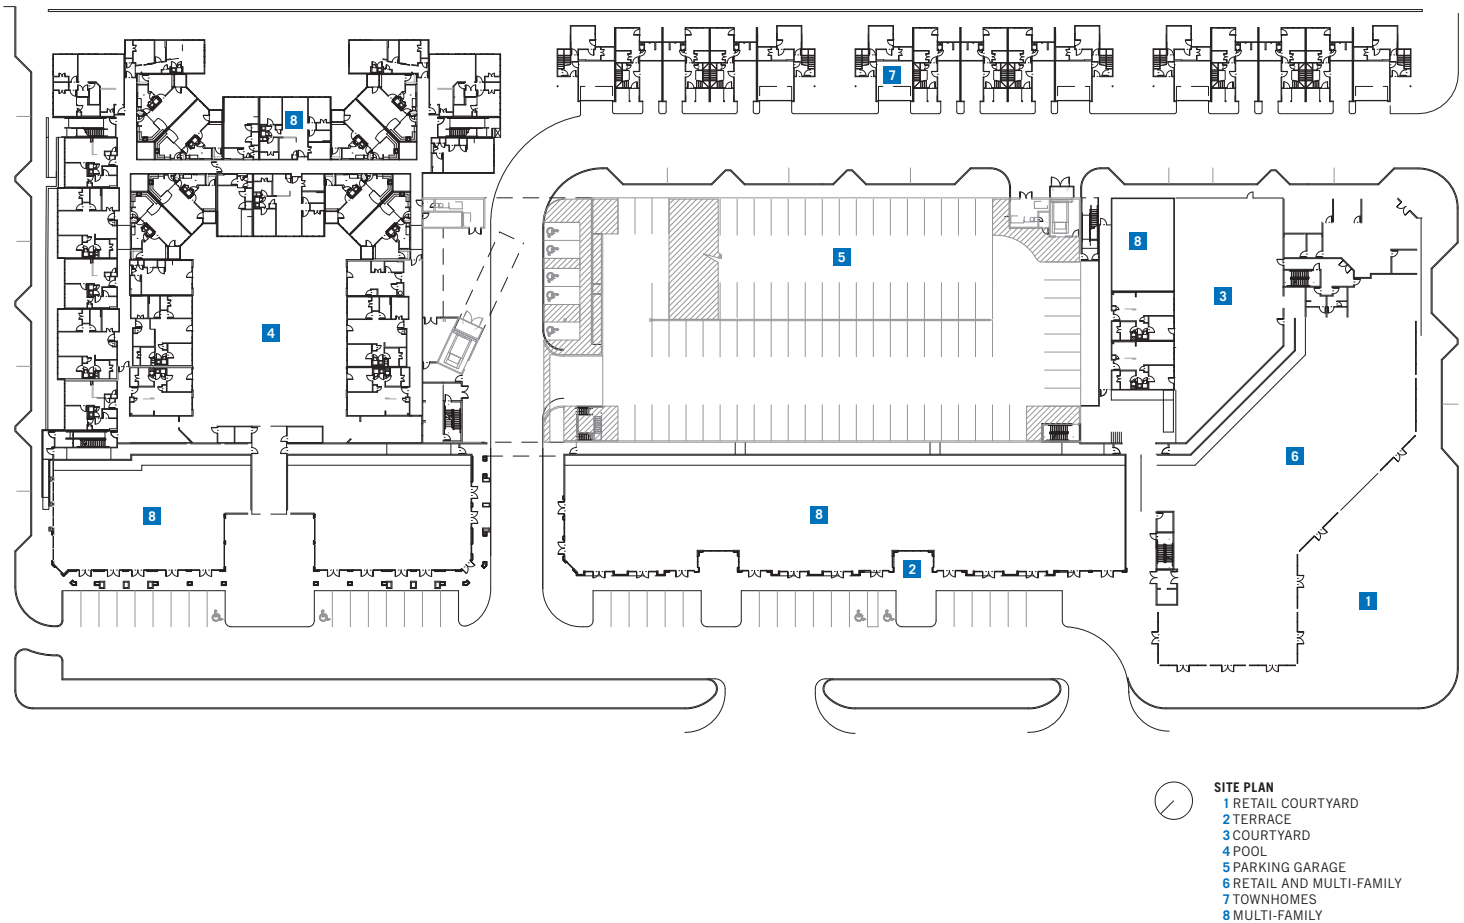 7
8
8
5
3
4
6
8
8
2
1
SITE PLAN
1 RETAIL COURTYARD
2 TERRACE
3 COURTYARD
4 POOL
5 PARKING GARAGE
6 RETAIL AND MULTI-FAMILY
7 TOWNHOMES
8 MULTI-FAMILY